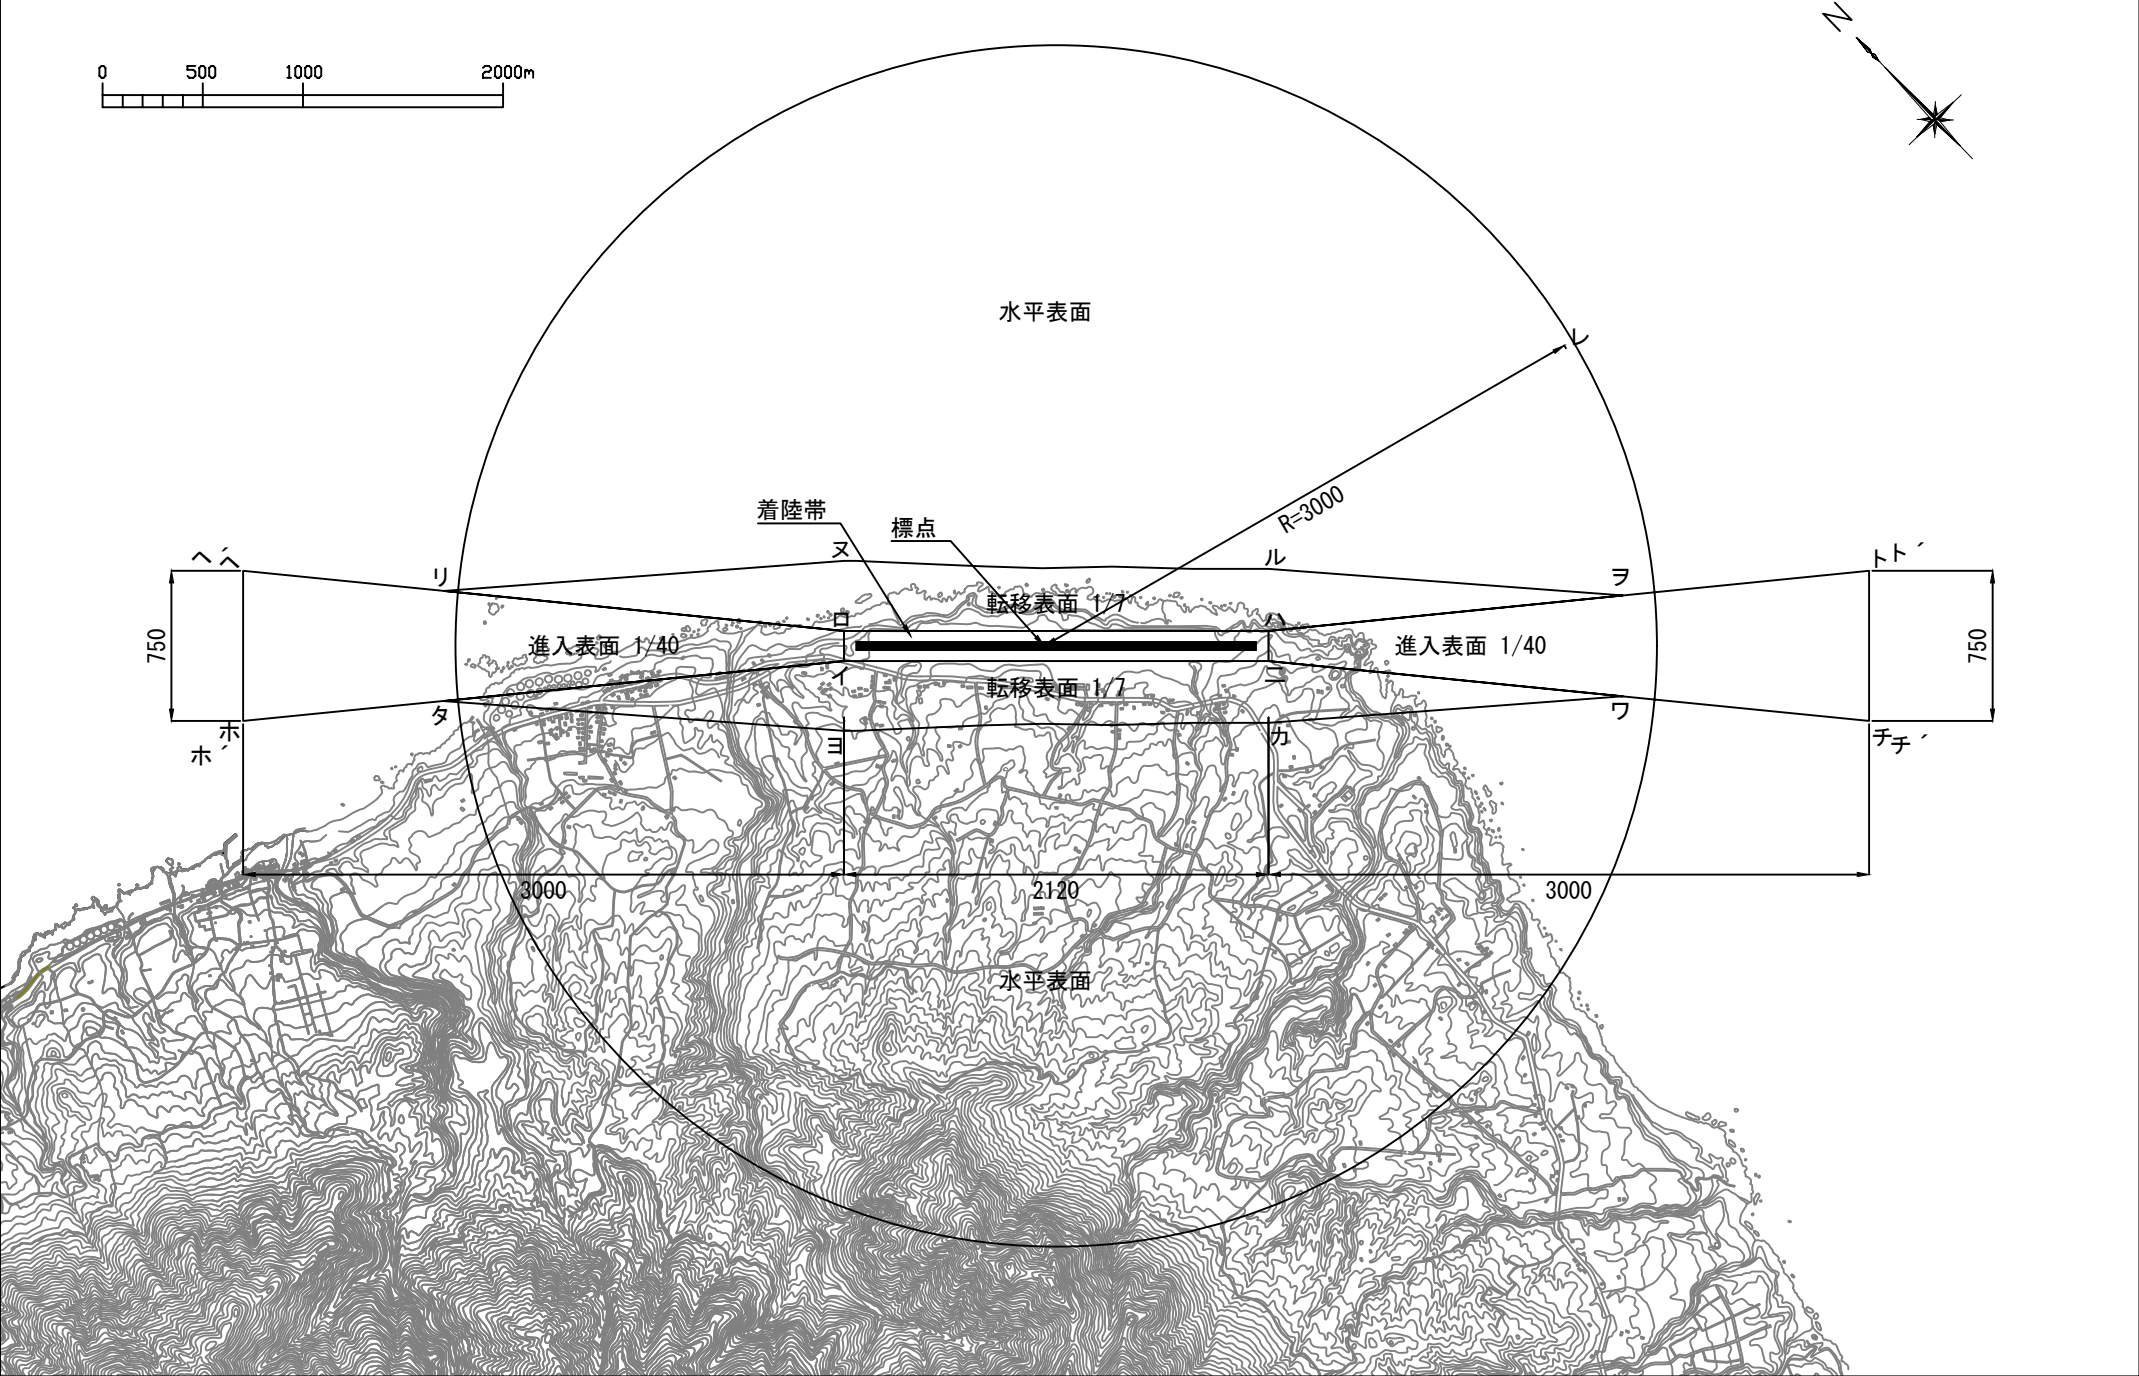 N
0 500 1000 2000m
水平表面
レ
R=3000
着陸帯
標点
ヌ
ル
ヘ´ヘ
トト´
リ
ヲ
転移表面 1/7
ロ
ハ
750
進入表面 1/40
進入表面 1/40
750
イ
ニ
転移表面 1/7
タ
ワ
ホ
ホ´
ヨ
カ
チチ´
3000
2120
3000
水平表面